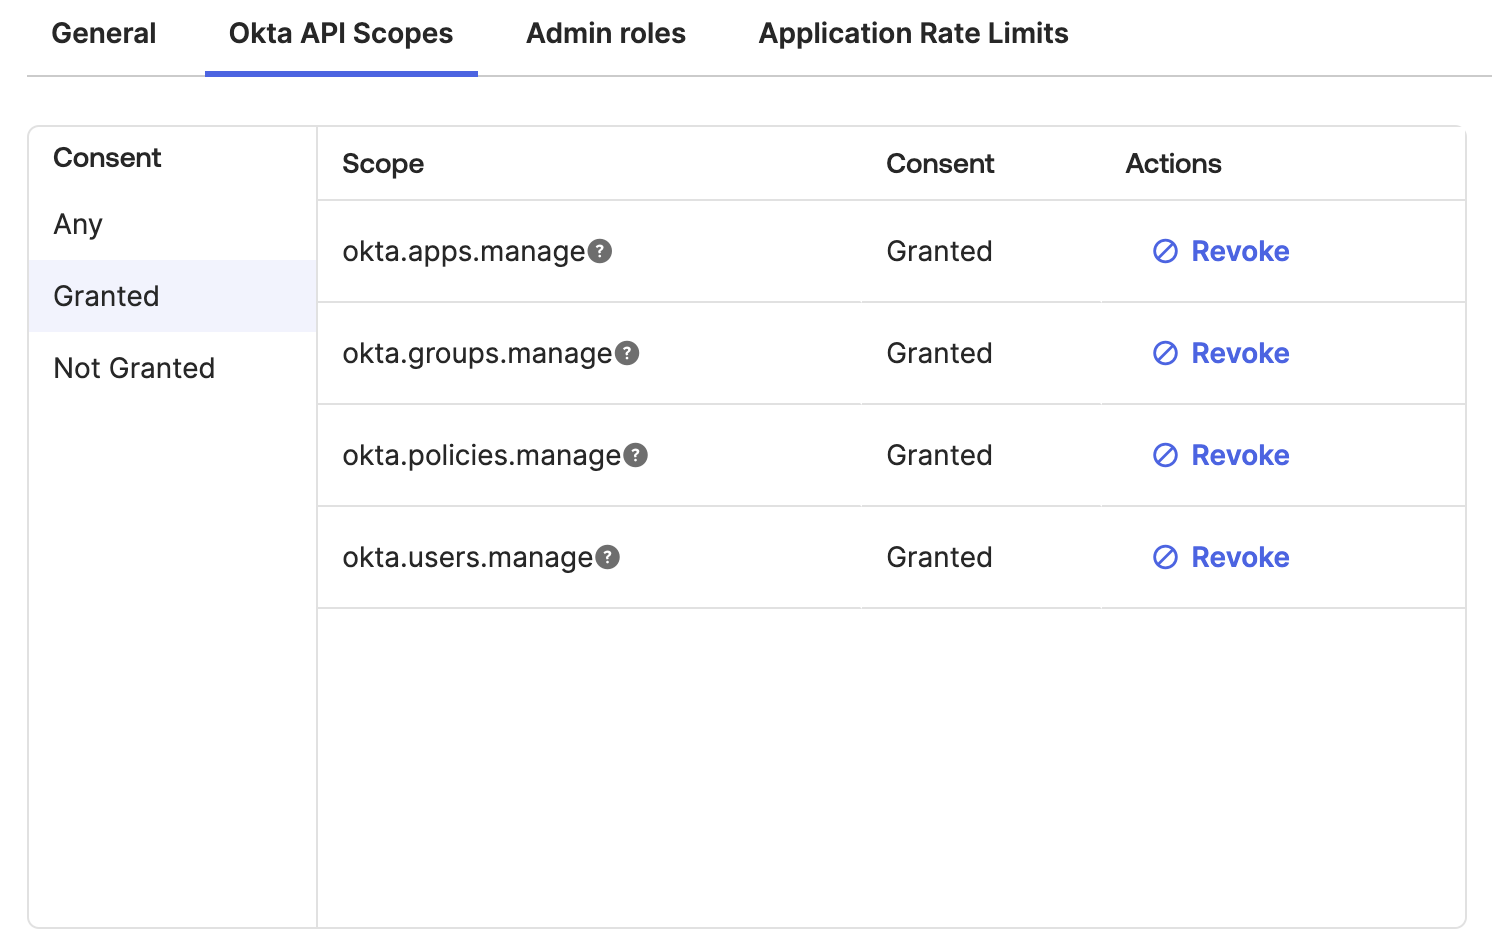 General Okta API Scopes Admin roles Application Rate Limits
Consent
Any
Granted
Not Granted
Scope Consent Actions
okta.apps.manage ? Granted Revoke
okta.groups.manage ? Granted Revoke
okta.policies.manage ? Granted Revoke
okta.users.manage ? Granted Revoke